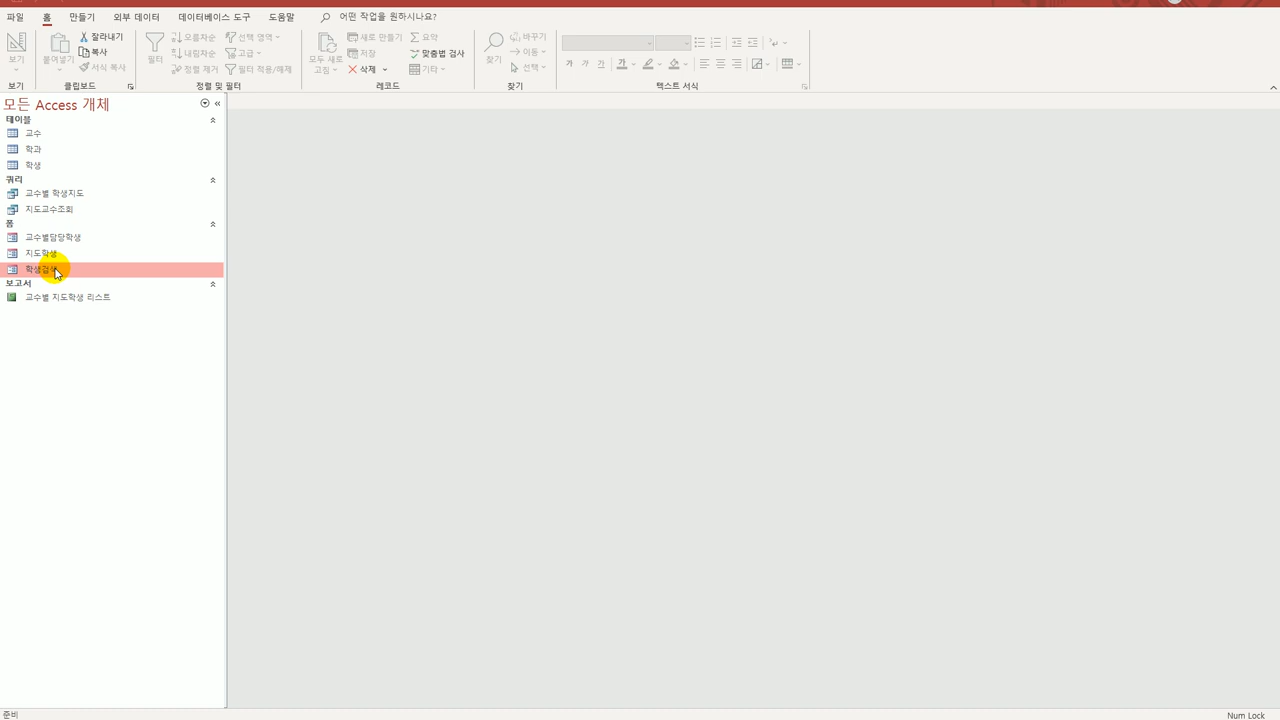 파일 홈 만들기 외부 데이터 데이터베이스 도구 도움말 어떤 작업을 원하시나요?
보기
붙여넣기
잘라내기
복사
서식 복사
필터
오름차순
내림차순
정렬 제거
선택 영역
고급
필터 적용/해제
모두 새로 고침
새로 만들기
저장
삭제
요약
맞춤법 검사
기타
찾기
바꾸기
이동
선택
가 가 가 가
보기 클립보드 정렬 및 필터 레코드 찾기 텍스트 서식
모든 Access 개체
테이블
교수
학과
학생
쿼리
교수별 학생지도
지도교수조회
폼
교수별담당학생
지도학생
학생검색
보고서
교수별 지도학생 리스트
준비 Num Lock